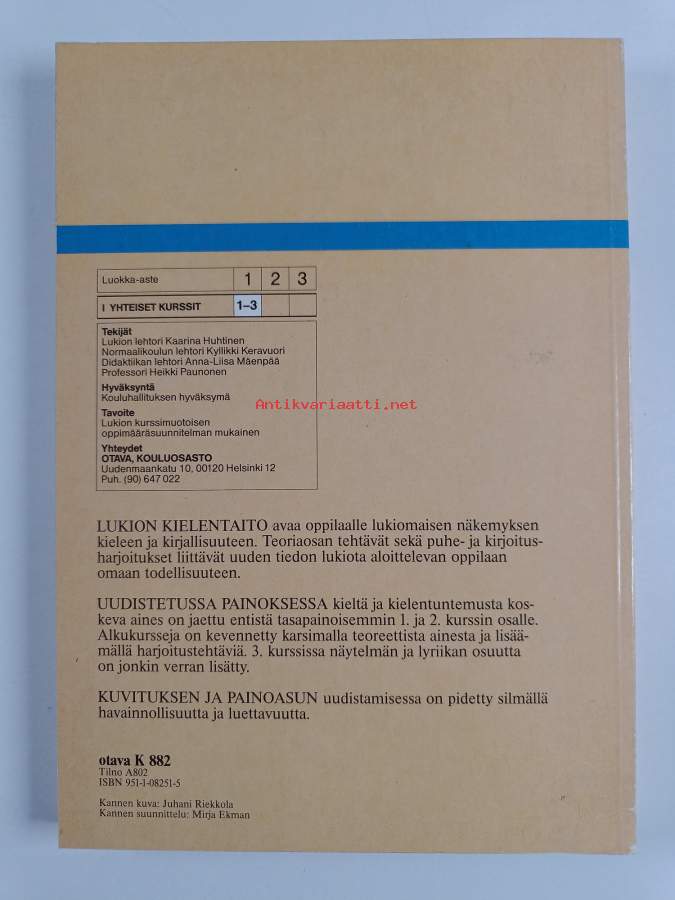 Luokka-aste 1 2 3
I YHTEISET KURSSIT 1–3
Tekijät
Lukion lehtori Kaarina Huhtinen
Normaalikoulun lehtori Kyllikki Keravuori
Didaktiikan lehtori Anna-Liisa Mäenpää
Professori Heikki Paunonen
Hyväksyntä
Kouluhallituksen hyväksymä
Tavoite
Lukion kurssimuotoisen
oppimääräsuunnitelman mukainen
Yhteydet
OTAVA, KOULUOSASTO
Uudenmaankatu 10, 00120 Helsinki 12
Puh. (90) 647 022
Antikvariaatti.net
LUKION KIELENTAITO avaa oppilaalle lukiomaisen näkemyksen
kieleen ja kirjallisuuteen. Teoriaosan tehtävät sekä puhe- ja kirjoitus-
harjoitukset liittävät uuden tiedon lukiota aloittelevan oppilaan
omaan todellisuuteen.
UUDISTETUSSA PAINOKSESSA kieltä ja kielentuntemusta kos-
keva aines on jaettu entistä tasapainoisemmin 1. ja 2. kurssin osalle.
Alkukursseja on kevennetty karsimalla teoreettista ainesta ja lisää-
mällä harjoitustehtäviä. 3. kurssissa näytelmän ja lyriikan osuutta
on jonkin verran lisätty.
KUVITUKSEN JA PAINOASUN uudistamisessa on pidetty silmällä
havainnollisuutta ja luettavuutta.
otava K 882
Tilno A802
ISBN 951-1-08251-5
Kannen kuva: Juhani Riekkola
Kannen suunnittelu: Mirja Ekman